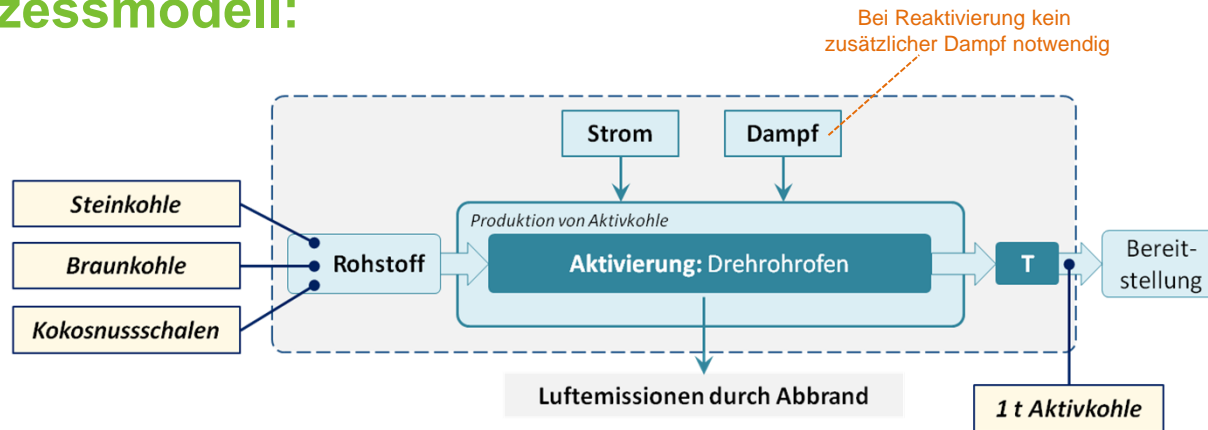 zessmodell:
Bei Reaktivierung kein
zusätzlicher Dampf notwendig
Strom
Dampf
Steinkohle
Braunkohle
Kokosnussschalen
Rohstoff
Produktion von Aktivkohle
Aktivierung: Drehrohrofen
T
Bereit-
stellung
Luftemissionen durch Abbrand
1 t Aktivkohle